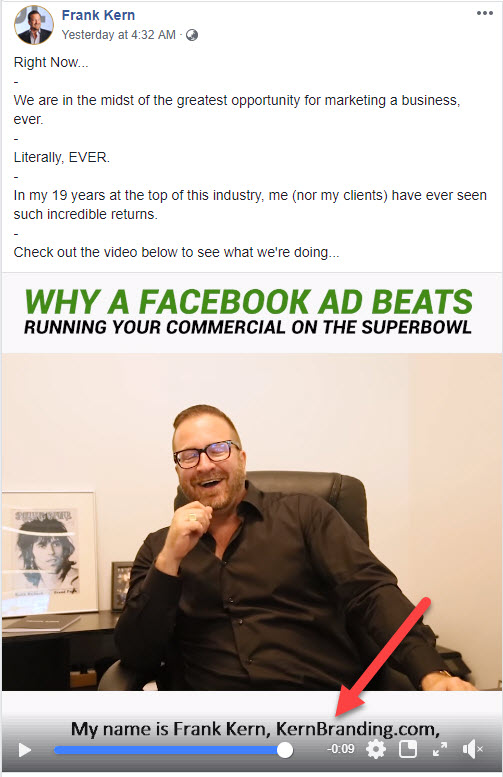 Frank Kern
Yesterday at 4:32 AM ·
Right Now...
-
We are in the midst of the greatest opportunity for marketing a business,
ever.
-
Literally, EVER.
-
In my 19 years at the top of this industry, me (nor my clients) have ever seen
such incredible returns.
-
Check out the video below to see what we're doing...
WHY A FACEBOOK AD BEATS
RUNNING YOUR COMMERCIAL ON THE SUPERBOWL
My name is Frank Kern, KernBranding.com,
-0:09